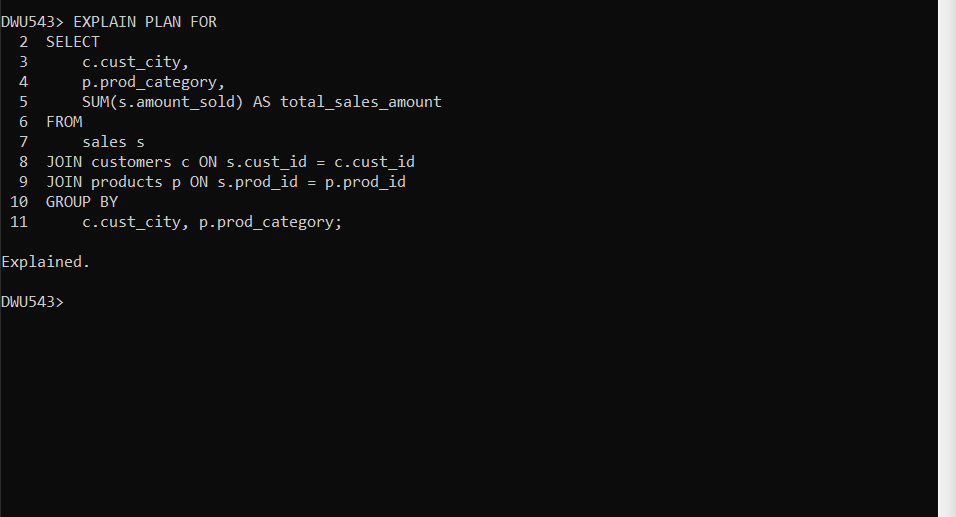 DWU543> EXPLAIN PLAN FOR
  2  SELECT
  3      c.cust_city,
  4      p.prod_category,
  5      SUM(s.amount_sold) AS total_sales_amount
  6  FROM
  7      sales s
  8  JOIN customers c ON s.cust_id = c.cust_id
  9  JOIN products p ON s.prod_id = p.prod_id
 10  GROUP BY
 11      c.cust_city, p.prod_category;
Explained.
DWU543>